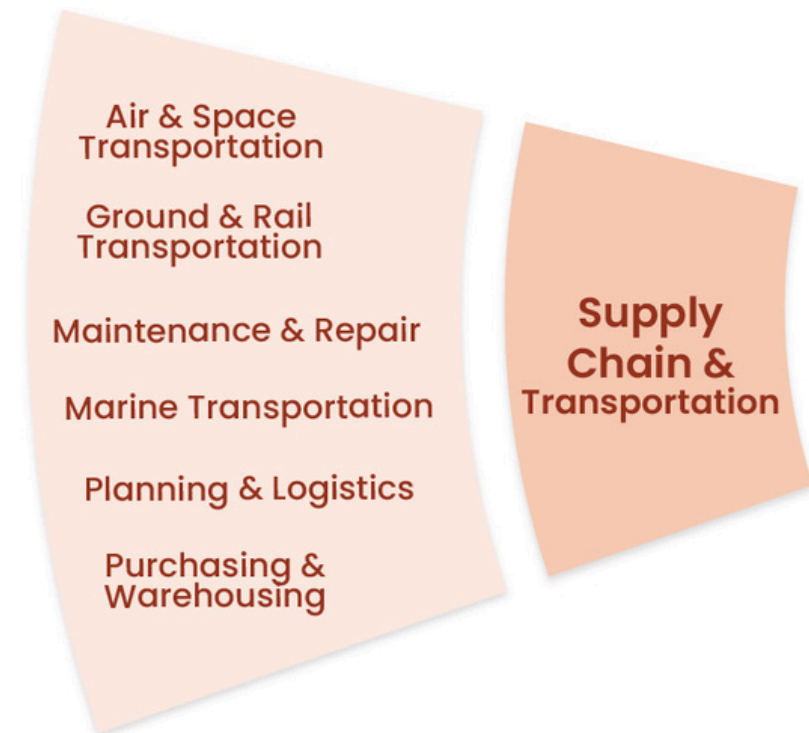 Air & Space
Transportation
Ground & Rail
Transportation
Maintenance & Repair
Marine Transportation
Planning & Logistics
Purchasing &
Warehousing
Supply
Chain &
Transportation